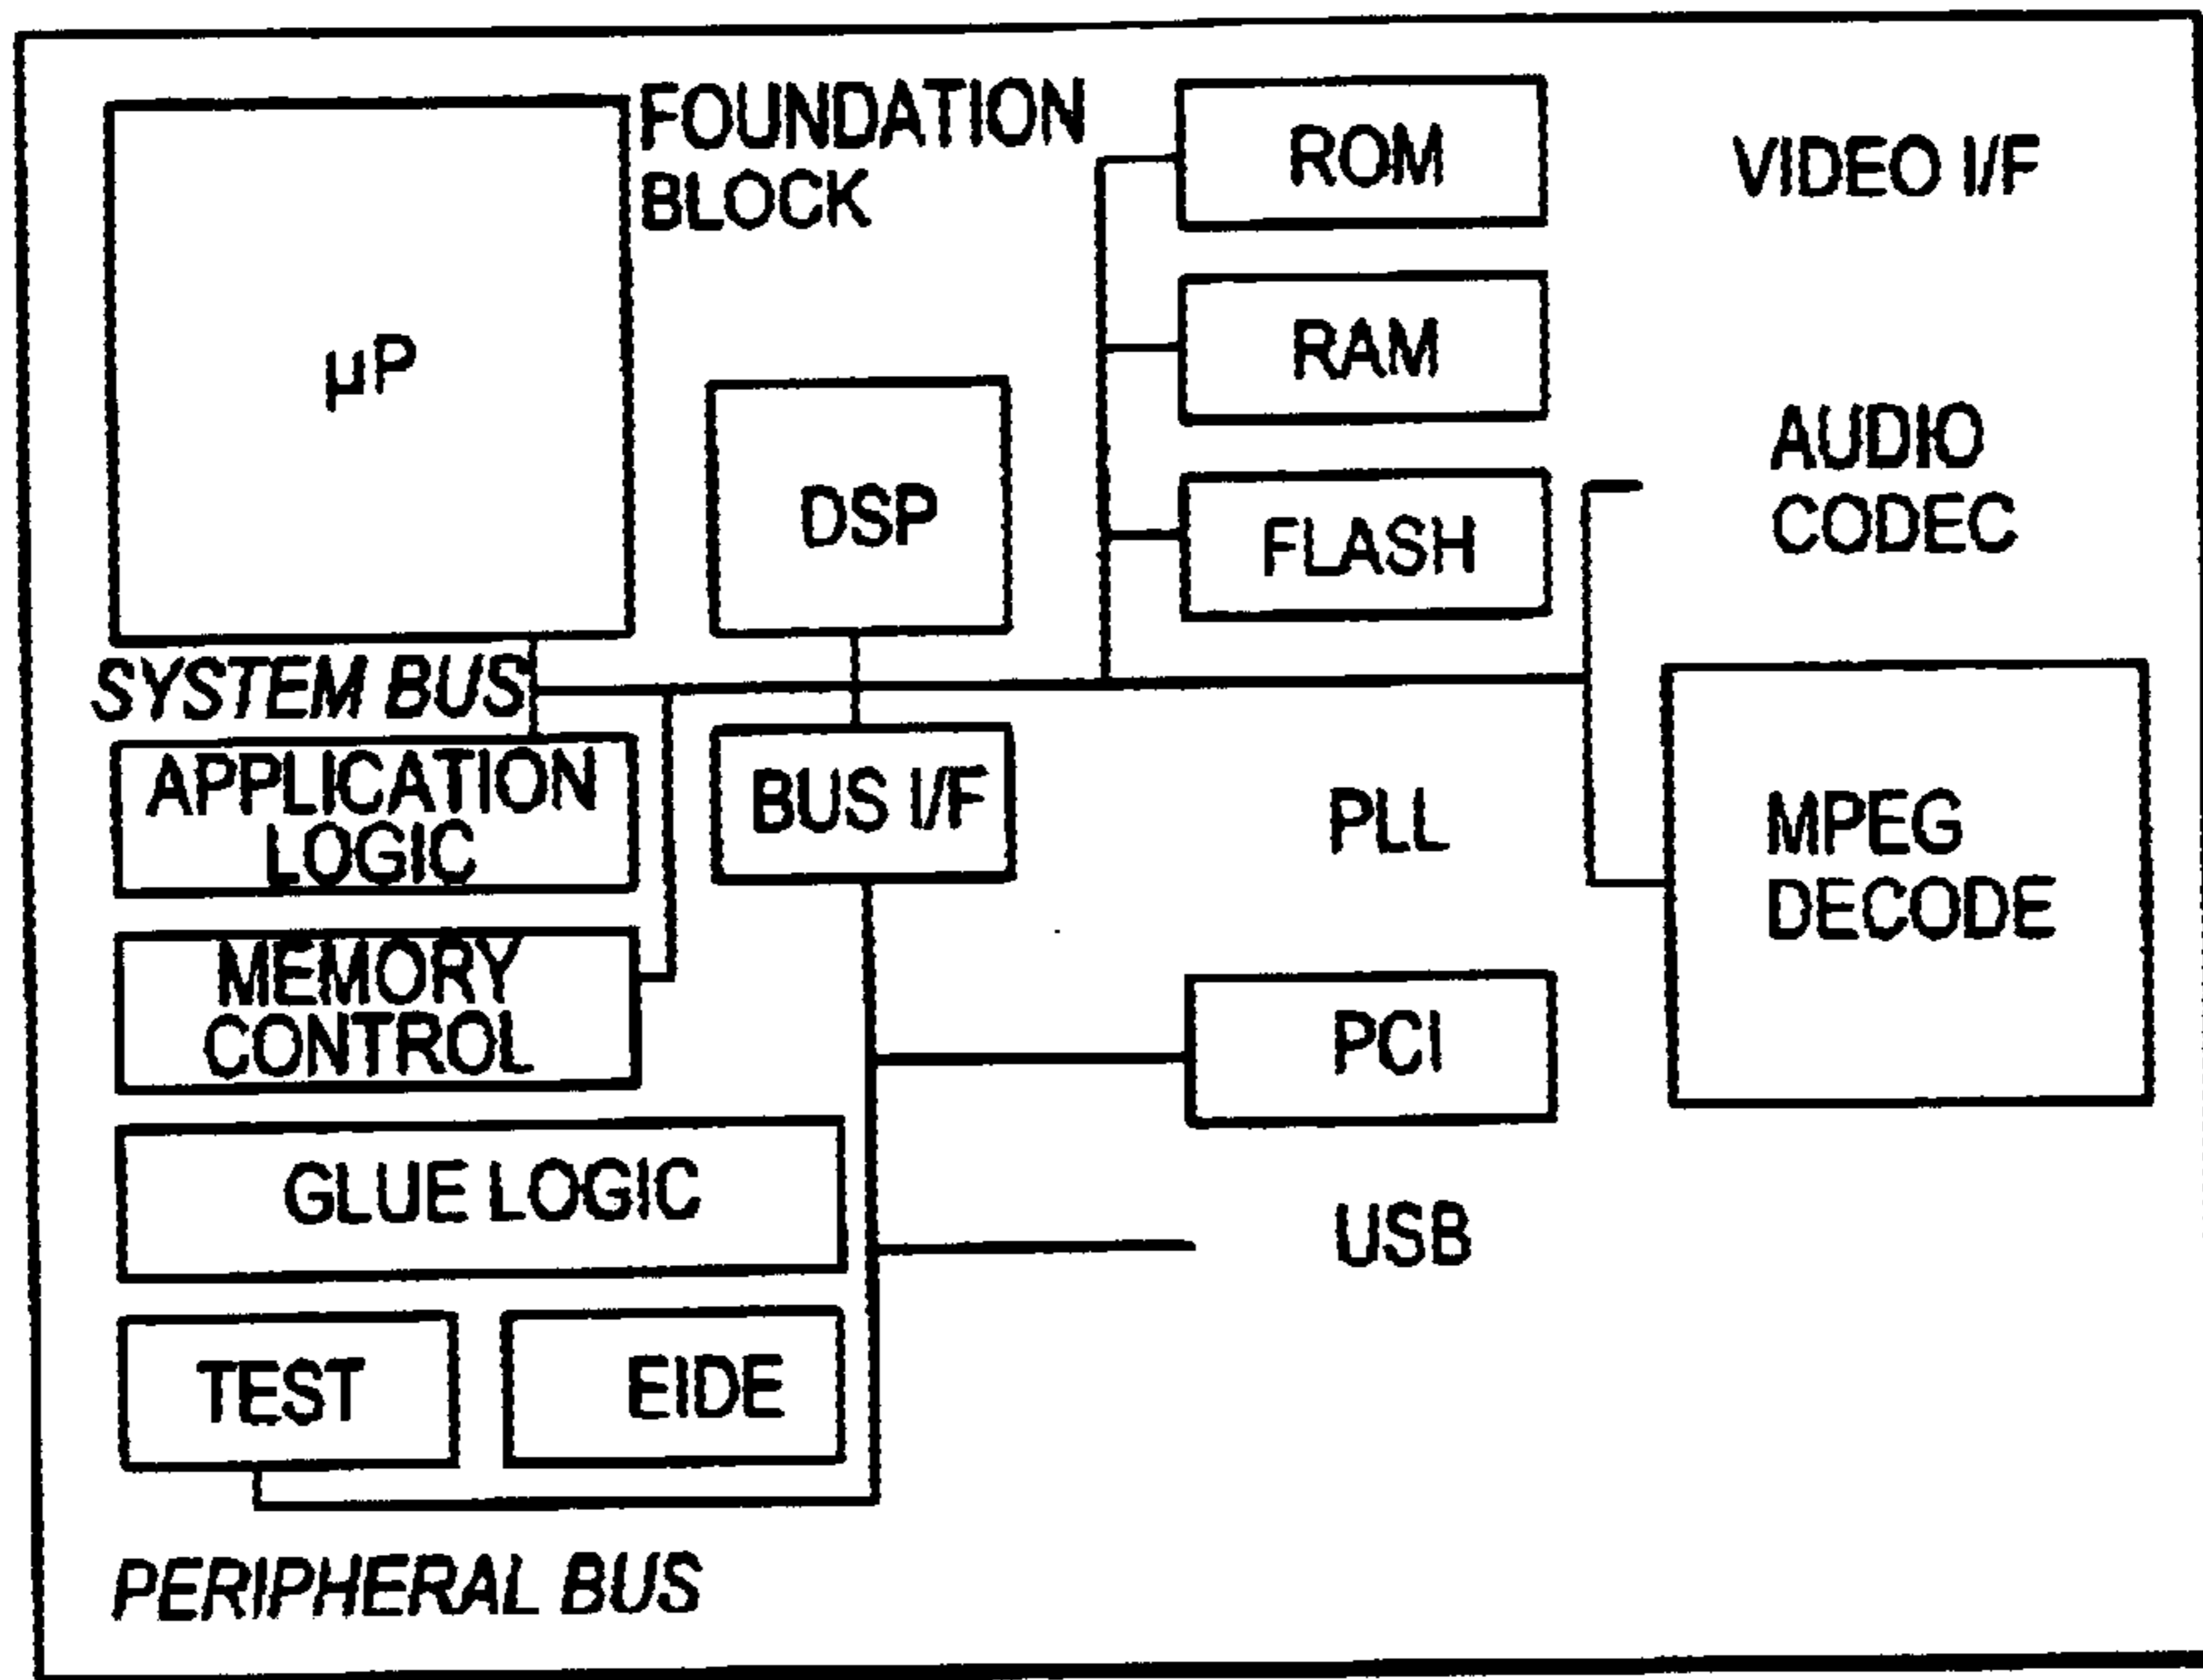 FOUNDATION
BLOCK
µP
DSP
ROM
RAM
FLASH
VIDEO I/F
AUDIO
CODEC
SYSTEM BUS
APPLICATION
LOGIC
BUS I/F
PLL
MPEG
DECODE
MEMORY
CONTROL
PCI
GLUE LOGIC
USB
TEST
EIDE
PERIPHERAL BUS